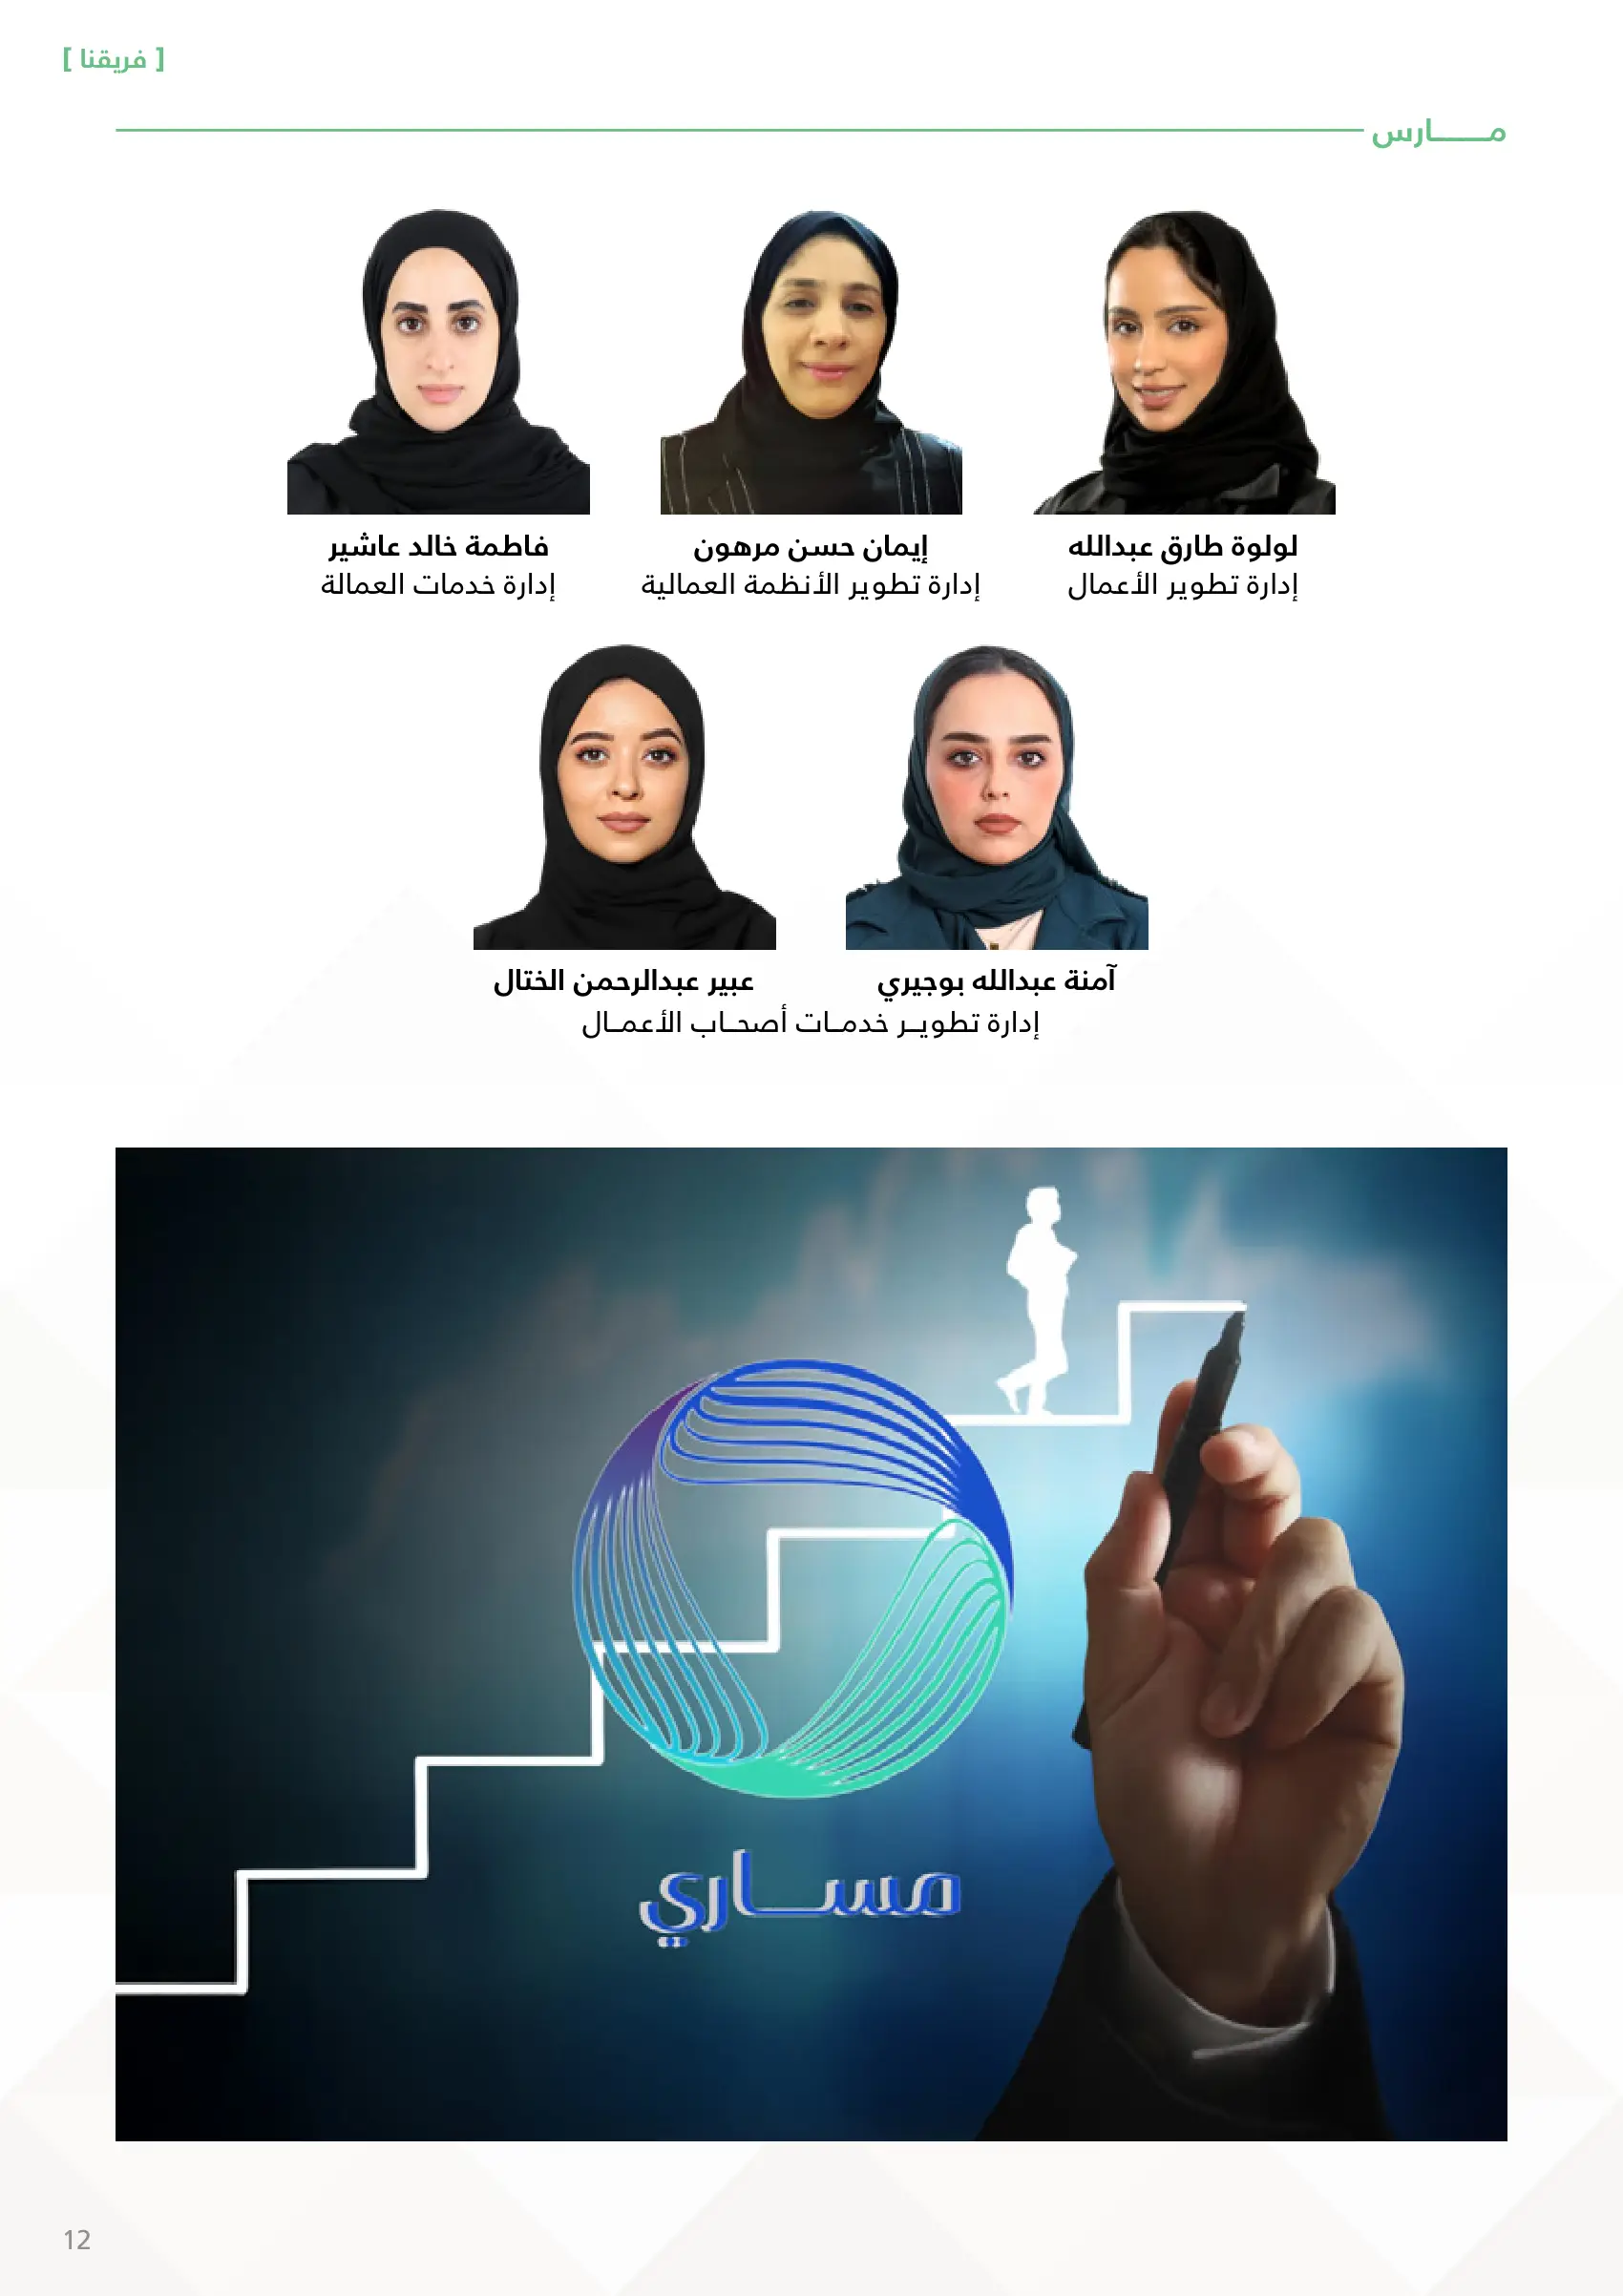 [ فريقنا ]
مـــــــارس
لولوة طارق عبدالله
إدارة تطوير الأعمال
إيمان حسن مرهون
إدارة تطوير الأنظمة العمالية
فاطمة خالد عاشير
إدارة خدمات العمالة
آمنة عبدالله بوجيري
عبير عبدالرحمن الختال
إدارة تطويـر خدمـات أصحـاب الأعمـال
مســاري
12